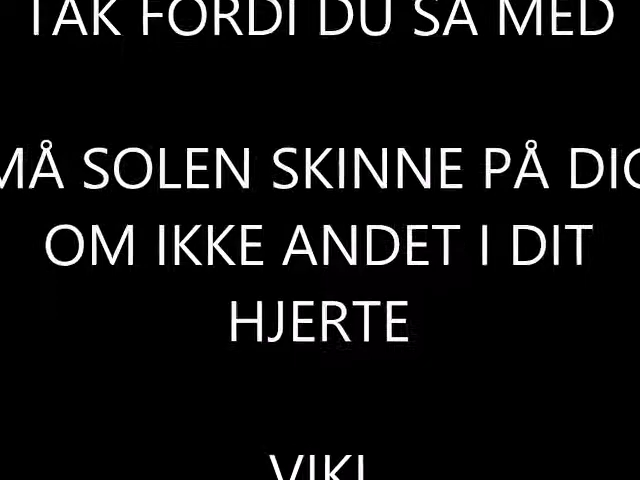 TAK FORDI DU SÅ MED
MÅ SOLEN SKINNE PÅ DIG
OM IKKE ANDET I DIT
HJERTE
VIKI